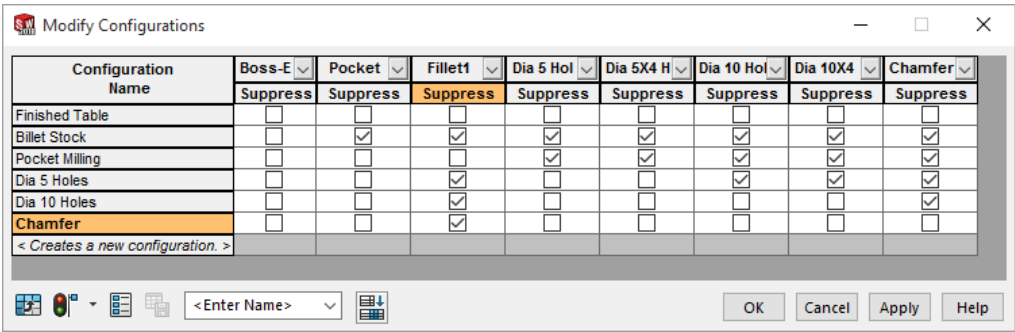 Modify Configurations
Configuration Name Boss-E Pocket Fillet1 Dia 5 Hol Dia 5X4 H Dia 10 Hol Dia 10X4 Chamfer
Suppress Suppress Suppress Suppress Suppress Suppress Suppress Suppress
Finished Table
Billet Stock
Pocket Milling
Dia 5 Holes
Dia 10 Holes
Chamfer
< Creates a new configuration. >
<Enter Name> OK Cancel Apply Help